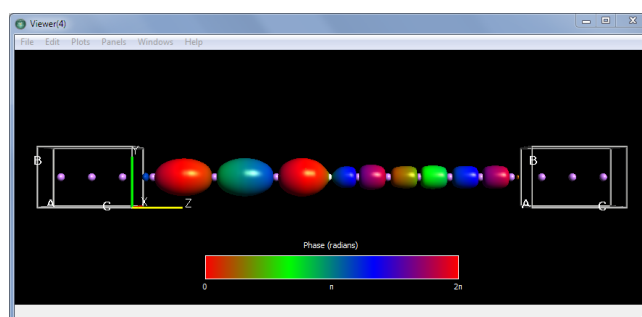 Viewer(4)
File Edit Plots Panels Windows Help
B
Y
B
A
C
X
Z
A
C
Phase (radians)
0
π
2π